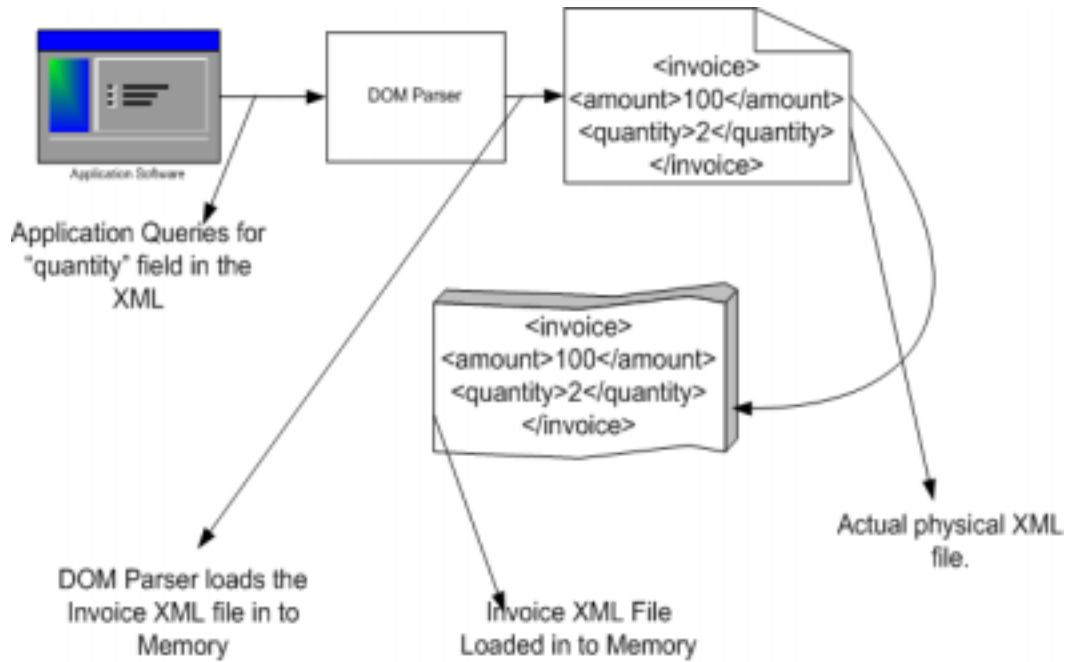 Application Software
DOM Parser
<invoice>
<amount>100</amount>
<quantity>2</quantity>
</invoice>
Application Queries for
“quantity” field in the
XML
<invoice>
<amount>100</amount>
<quantity>2</quantity>
</invoice>
Actual physical XML
file.
DOM Parser loads the
Invoice XML file in to
Memory
Invoice XML File
Loaded in to Memory